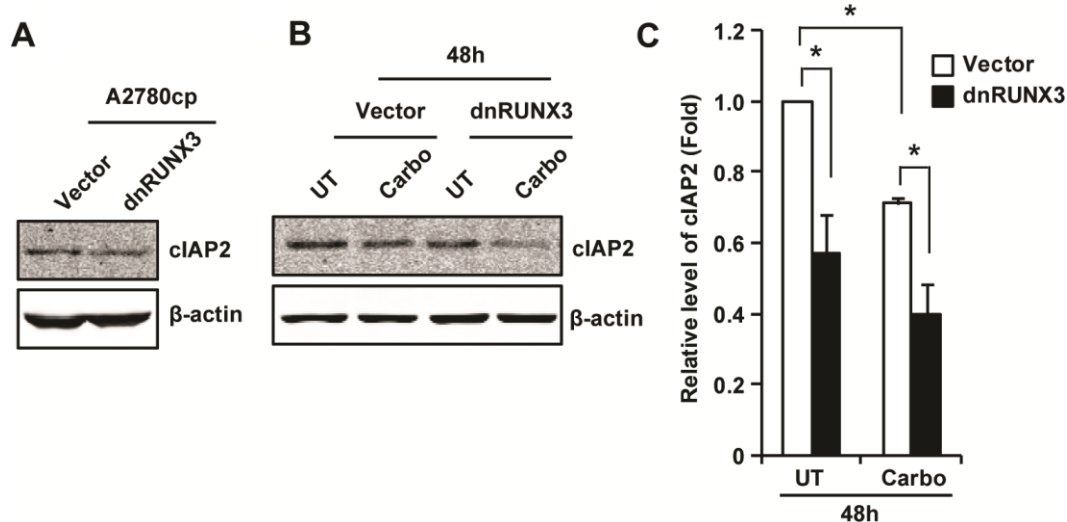 A
A2780cp
Vector
dnRUNX3
cIAP2
β-actin
B
48h
Vector
dnRUNX3
UT
Carbo
UT
Carbo
cIAP2
β-actin
C
Relative level of cIAP2 (Fold)
1.2
1.0
0.8
0.6
0.4
0.2
0
*
*
*
Vector
dnRUNX3
UT
Carbo
48h